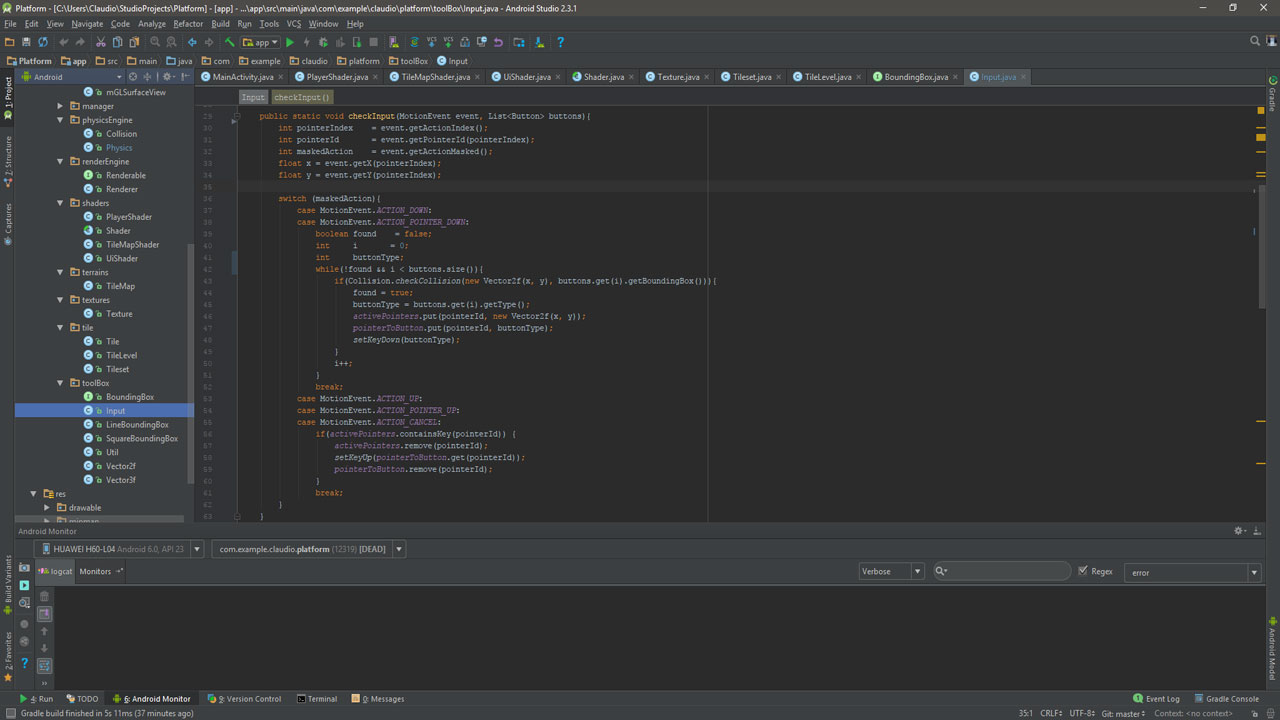 Platform - [C:\Users\Claudio\StudioProjects\Platform] - [app] - ...\app\src\main\java\com\example\claudio\platform\toolBox\Input.java - Android Studio 2.3.1
File Edit View Navigate Code Analyze Refactor Build Run Tools VCS Window Help
app
Platform app src main java com example claudio platform toolBox Input
Android
MainActivity.java PlayerShader.java TileMapShader.java UiShader.java Shader.java Texture.java Tileset.java TileLevel.java BoundingBox.java Input.java
1: Project
Z: Structure
Captures
Build Variants
2: Favorites
Gradle
Android Model
mGLSurfaceView
manager
physicsEngine
Collision
Physics
renderEngine
Renderable
Renderer
shaders
PlayerShader
Shader
TileMapShader
UiShader
terrains
TileMap
textures
Texture
tile
Tile
TileLevel
Tileset
toolBox
BoundingBox
Input
LineBoundingBox
SquareBoundingBox
Util
Vector2f
Vector3f
res
drawable
mipmap
Input checkInput()
29 public static void checkInput(MotionEvent event, List<Button> buttons){
30 int pointerIndex = event.getActionIndex();
31 int pointerId = event.getPointerId(pointerIndex);
32 int maskedAction = event.getActionMasked();
33 float x = event.getX(pointerIndex);
34 float y = event.getY(pointerIndex);
35
36 switch (maskedAction){
37 case MotionEvent.ACTION_DOWN:
38 case MotionEvent.ACTION_POINTER_DOWN:
39 boolean found = false;
40 int i = 0;
41 int buttonType;
42 while(!found && i < buttons.size()){
43 if(Collision.checkCollision(new Vector2f(x, y), buttons.get(i).getBoundingBox())){
44 found = true;
45 buttonType = buttons.get(i).getType();
46 activePointers.put(pointerId, new Vector2f(x, y));
47 pointerToButton.put(pointerId, buttonType);
48 setKeyDown(buttonType);
49 }
50 i++;
51 }
52 break;
53 case MotionEvent.ACTION_UP:
54 case MotionEvent.ACTION_POINTER_UP:
55 case MotionEvent.ACTION_CANCEL:
56 if(activePointers.containsKey(pointerId)) {
57 activePointers.remove(pointerId);
58 setKeyUp(pointerToButton.get(pointerId));
59 pointerToButton.remove(pointerId);
60 }
61 break;
62 }
63 }
Android Monitor
HUAWEI H60-L04 Android 6.0, API 23 com.example.claudio.platform (12319) [DEAD]
logcat Monitors Verbose Regex error
4: Run TODO 6: Android Monitor 9: Version Control Terminal 0: Messages Event Log Gradle Console
Gradle build finished in 5s 11ms (37 minutes ago) 35:1 CRLF UTF-8 Git: master Context: <no context>